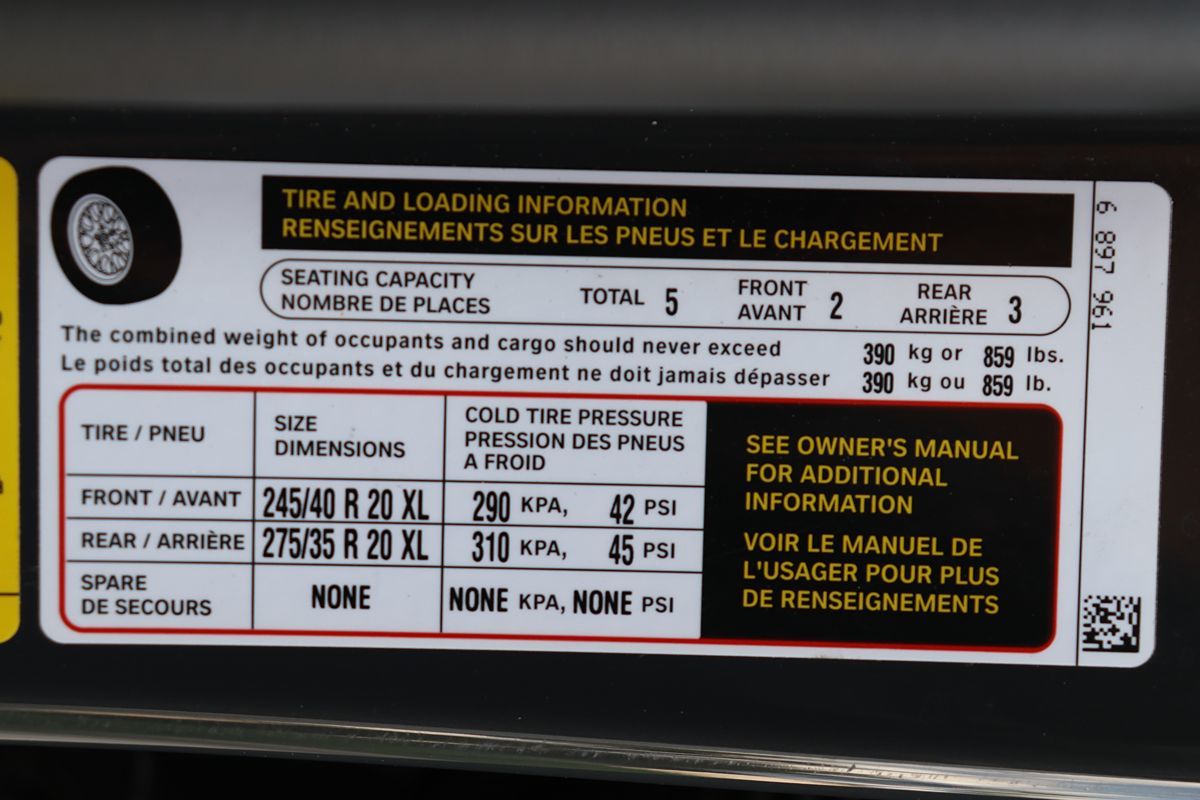 TIRE AND LOADING INFORMATION
RENSEIGNEMENTS SUR LES PNEUS ET LE CHARGEMENT
SEATING CAPACITY
NOMBRE DE PLACES
TOTAL 5
FRONT
AVANT 2
REAR
ARRIÈRE 3
The combined weight of occupants and cargo should never exceed 390 kg or 859 lbs.
Le poids total des occupants et du chargement ne doit jamais dépasser 390 kg ou 859 lb.
TIRE / PNEU
SIZE
DIMENSIONS
COLD TIRE PRESSURE
PRESSION DES PNEUS
A FROID
FRONT / AVANT 245/40 R 20 XL 290 KPA, 42 PSI
REAR / ARRIÈRE 275/35 R 20 XL 310 KPA, 45 PSI
SPARE
DE SECOURS
NONE NONE KPA, NONE PSI
SEE OWNER'S MANUAL
FOR ADDITIONAL
INFORMATION
VOIR LE MANUEL DE
L'USAGER POUR PLUS
DE RENSEIGNEMENTS
6 897 961